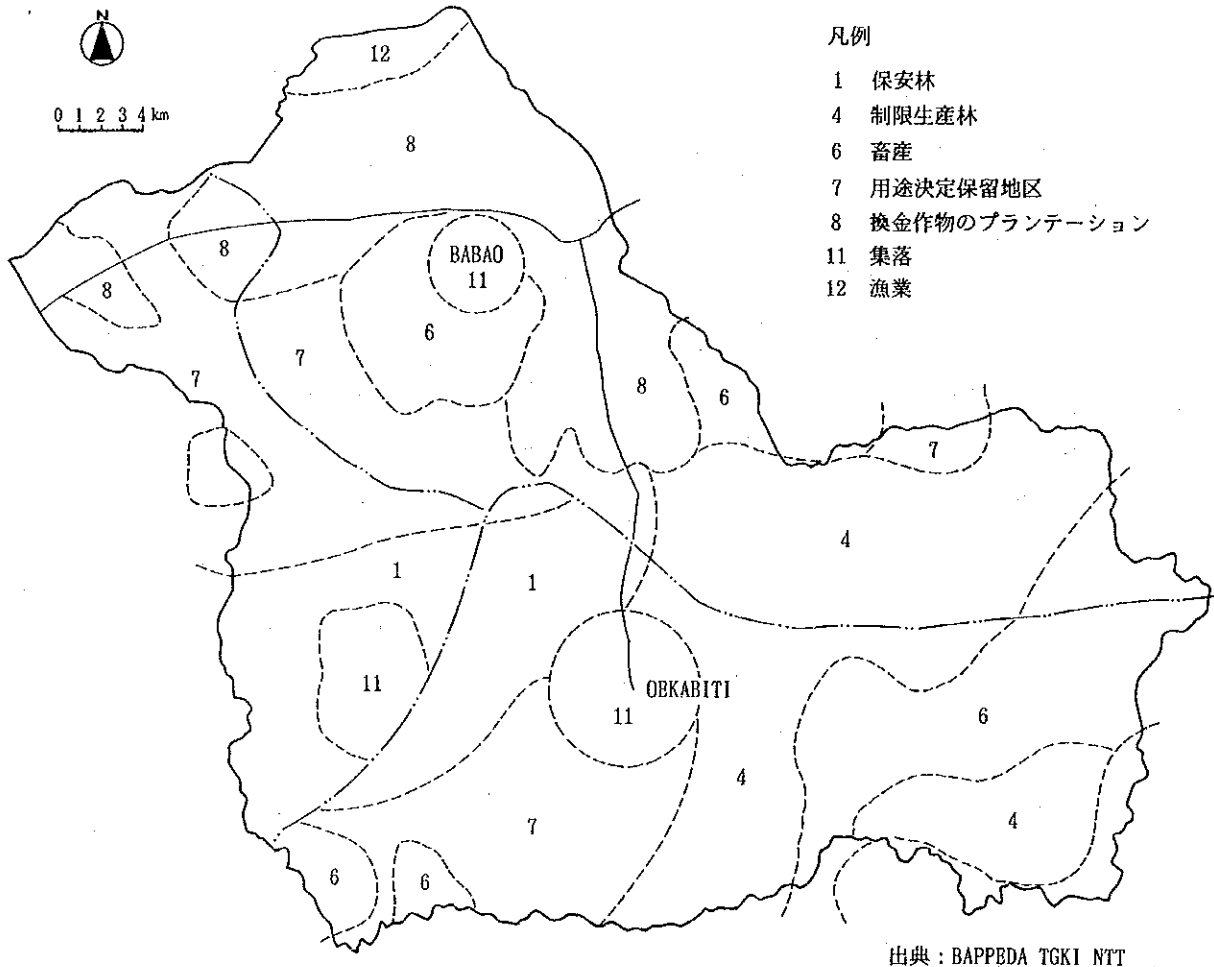 N
0 1 2 3 4 km
凡例
1 保安林
4 制限生産林
6 畜産
7 用途決定保留地区
8 換金作物のプランテーション
11 集落
12 漁業
12
8
8
8
BABAO
11
6
7
7
8
6
7
4
1
1
11
OBKABITI
11
6
4
4
7
6
6
出典：BAPPEDA TGKI NTT